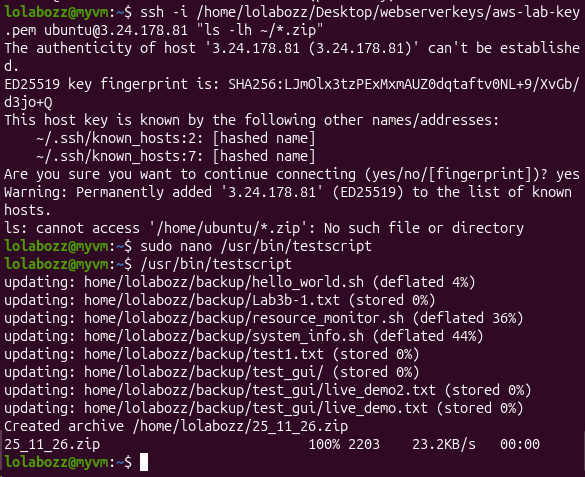 lolabozz@myvm:~$ ssh -i /home/lolabozz/Desktop/webserverkeys/aws-lab-key
.pem ubuntu@3.24.178.81 "ls -lh ~/*.zip"
The authenticity of host '3.24.178.81 (3.24.178.81)' can't be establishe
d.
ED25519 key fingerprint is: SHA256:LJmOlx3tzPExMxmAUZ0dqtaftv0NL+9/XvGb/
d3jo+Q
This host key is known by the following other names/addresses:
    ~/.ssh/known_hosts:2: [hashed name]
    ~/.ssh/known_hosts:7: [hashed name]
Are you sure you want to continue connecting (yes/no/[fingerprint])? yes
Warning: Permanently added '3.24.178.81' (ED25519) to the list of known
hosts.
ls: cannot access '/home/ubuntu/*.zip': No such file or directory
lolabozz@myvm:~$ sudo nano /usr/bin/testscript
lolabozz@myvm:~$ /usr/bin/testscript
updating: home/lolabozz/backup/hello_world.sh (deflated 4%)
updating: home/lolabozz/backup/Lab3b-1.txt (stored 0%)
updating: home/lolabozz/backup/resource_monitor.sh (deflated 36%)
updating: home/lolabozz/backup/system_info.sh (deflated 44%)
updating: home/lolabozz/backup/test1.txt (stored 0%)
updating: home/lolabozz/backup/test_gui/ (stored 0%)
updating: home/lolabozz/backup/test_gui/live_demo2.txt (stored 0%)
updating: home/lolabozz/backup/test_gui/live_demo.txt (stored 0%)
Created archive /home/lolabozz/25_11_26.zip
25_11_26.zip                          100% 2203    23.2KB/s   00:00
lolabozz@myvm:~$